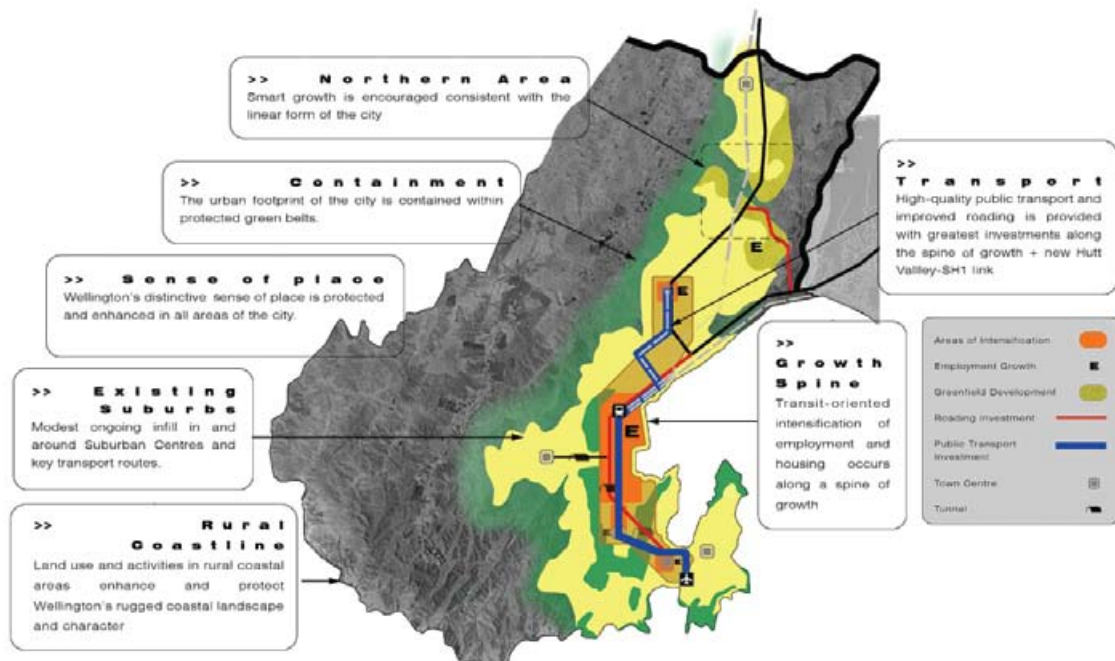 >> Northern Area
Smart growth is encouraged consistent with the
linear form of the city
>> Containment
The urban footprint of the city is contained within
protected green belts.
>> Sense of place
Wellington's distinctive sense of place is protected
and enhanced in all areas of the city.
>> Existing
Suburbs
Modest ongoing infill in and
around Suburban Centres and
key transport routes.
>> Rural
Coastline
Land use and activities in rural coastal
areas enhance and protect
Wellington's rugged coastal landscape
and character
>>
Transport
High-quality public transport and
improved roading is provided
with greatest investments along
the spine of growth + new Hutt
Vallley-SH1 link
>>
Growth
Spine
Transit-oriented
intensification of
employment and
housing occurs
along a spine of
growth
Areas of Intensification
Employment Growth E
Greenfield Development
Roading Investment
Public Transport
Investment
Town Centre
Tunnel
E
E
E
E
E